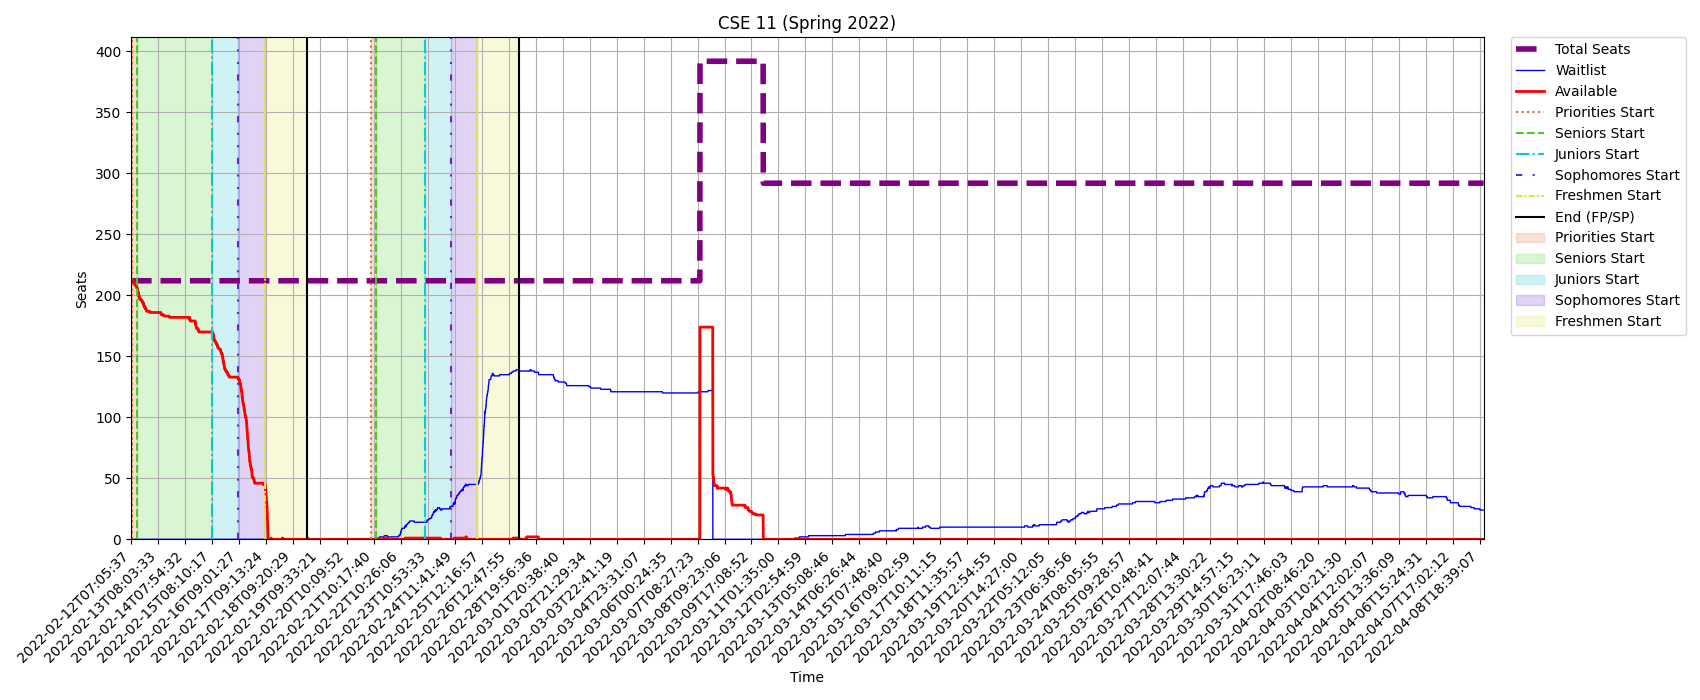 CSE 11 (Spring 2022)
400
350
300
250
200
150
100
50
0
Seats
2022-02-12T07:05:37
2022-02-13T08:03:33
2022-02-14T07:54:32
2022-02-15T08:10:17
2022-02-16T09:01:27
2022-02-17T09:13:24
2022-02-18T09:20:29
2022-02-19T09:33:21
2022-02-20T10:09:52
2022-02-21T10:17:40
2022-02-22T10:26:06
2022-02-23T10:53:33
2022-02-24T11:41:49
2022-02-25T12:16:57
2022-02-26T12:47:55
2022-02-28T19:56:36
2022-03-01T20:38:40
2022-03-02T21:29:34
2022-03-03T22:41:19
2022-03-04T23:31:07
2022-03-06T00:24:35
2022-03-07T08:27:23
2022-03-08T09:23:06
2022-03-09T17:08:52
2022-03-11T01:35:00
2022-03-12T02:54:59
2022-03-13T05:08:46
2022-03-14T06:26:44
2022-03-15T07:48:40
2022-03-16T09:02:59
2022-03-17T10:11:15
2022-03-18T11:35:57
2022-03-19T12:54:55
2022-03-20T14:27:00
2022-03-22T05:12:05
2022-03-23T06:36:56
2022-03-24T08:05:55
2022-03-25T09:28:57
2022-03-26T10:48:41
2022-03-27T12:07:44
2022-03-28T13:30:22
2022-03-29T14:57:15
2022-03-30T16:23:11
2022-03-31T17:46:03
2022-04-02T08:46:20
2022-04-03T10:21:30
2022-04-04T12:02:07
2022-04-05T13:36:09
2022-04-06T15:24:31
2022-04-07T17:02:12
2022-04-08T18:39:07
Time
Total Seats
Waitlist
Available
Priorities Start
Seniors Start
Juniors Start
Sophomores Start
Freshmen Start
End (FP/SP)
Priorities Start
Seniors Start
Juniors Start
Sophomores Start
Freshmen Start